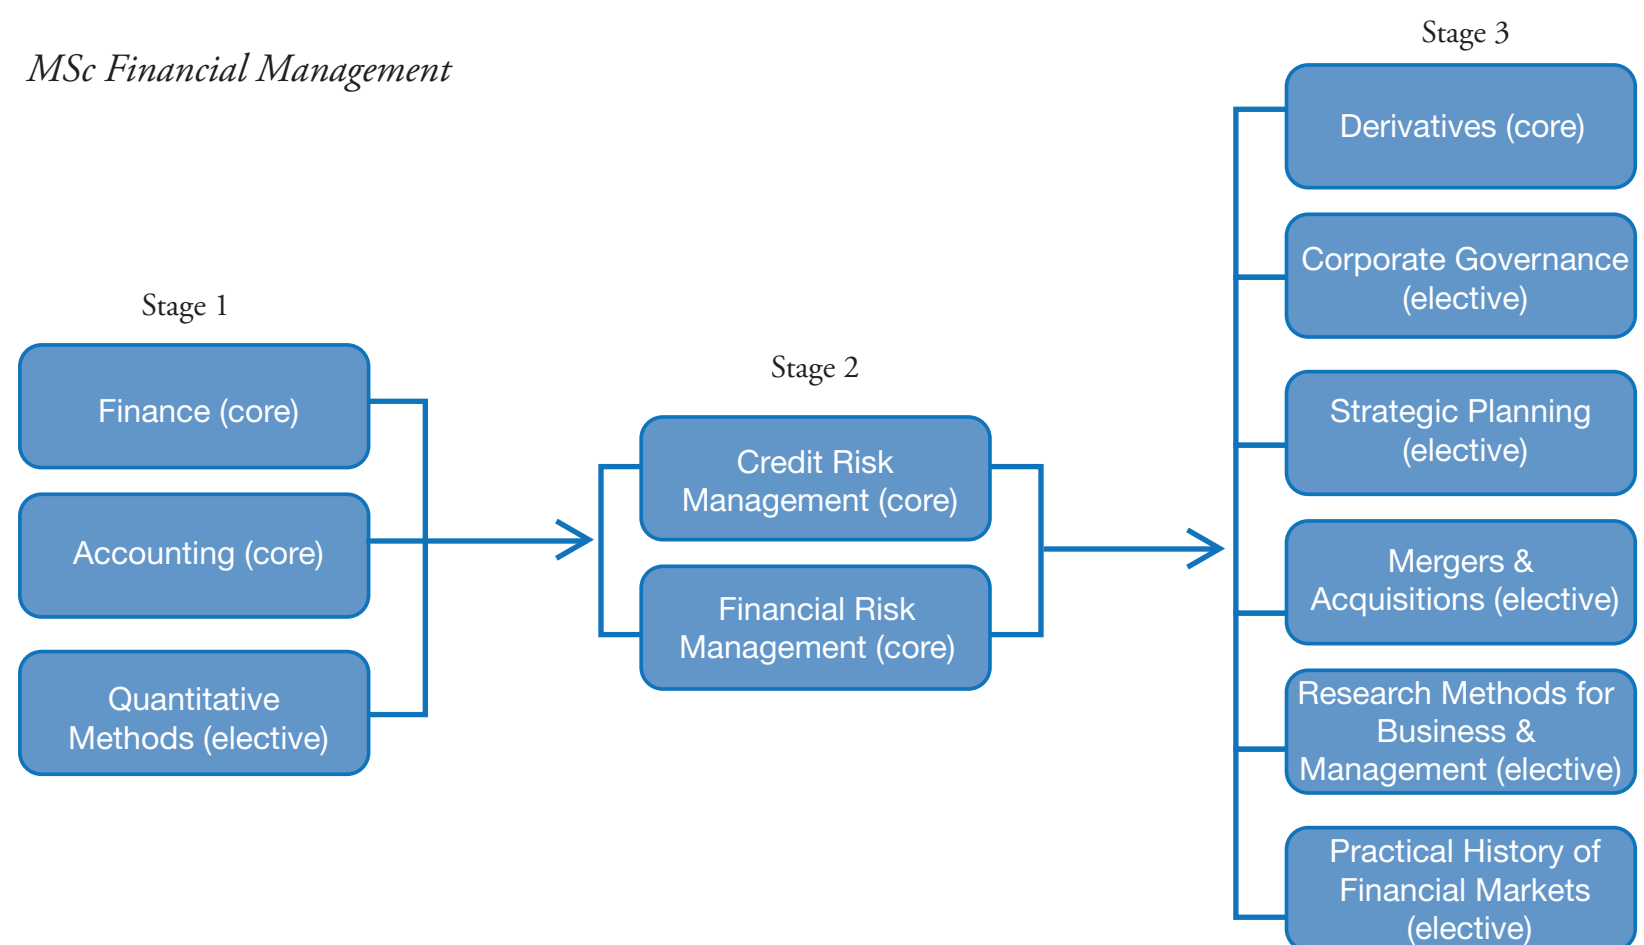 MSc Financial Management
Stage 1
Finance (core)
Accounting (core)
Quantitative
Methods (elective)
Stage 2
Credit Risk
Management (core)
Financial Risk
Management (core)
Stage 3
Derivatives (core)
Corporate Governance
(elective)
Strategic Planning
(elective)
Mergers &
Acquisitions (elective)
Research Methods for
Business &
Management (elective)
Practical History of
Financial Markets
(elective)